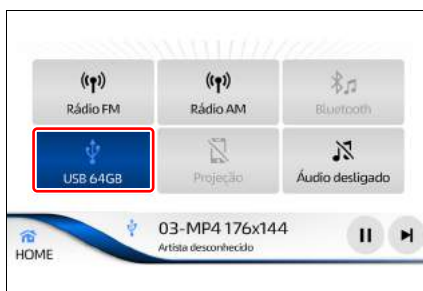 Rádio FM
Rádio AM
Bluetooth
USB 64GB
Projeção
Áudio desligado
HOME
03-MP4 176x144
Artista desconhecido